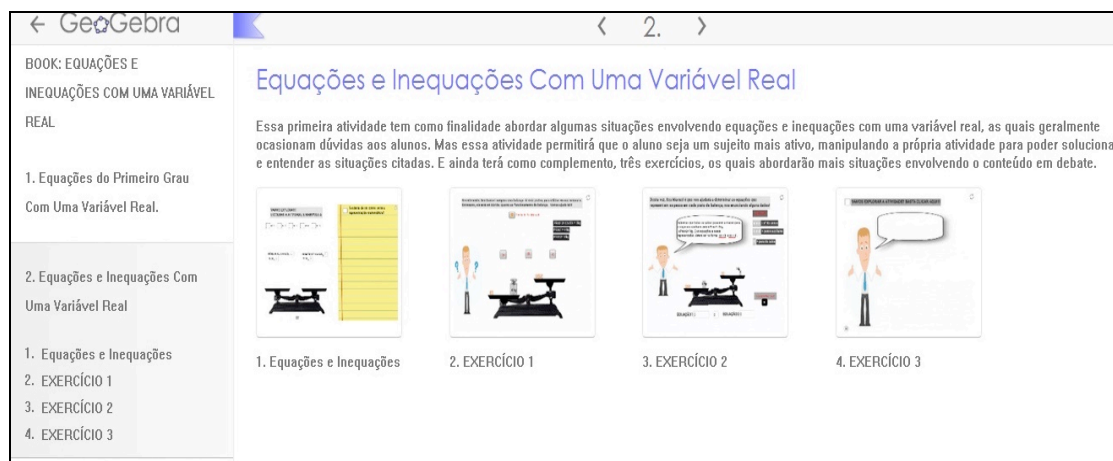 GeoGebra
2.
BOOK: EQUAÇÕES E
INEQUAÇÕES COM UMA VARIÁVEL
REAL
1. Equações do Primeiro Grau
Com Uma Variável Real.
2. Equações e Inequações Com
Uma Variável Real
1. Equações e Inequações
2. EXERCÍCIO 1
3. EXERCÍCIO 2
4. EXERCÍCIO 3
Equações e Inequações Com Uma Variável Real
Essa primeira atividade tem como finalidade abordar algumas situações envolvendo equações e inequações com uma variável real, as quais geralmente
ocasionam dúvidas aos alunos. Mas essa atividade permitirá que o aluno seja um sujeito mais ativo, manipulando a própria atividade para poder soluciona
e entender as situações citadas. E ainda terá como complemento, três exercícios, os quais abordarão mais situações envolvendo o conteúdo em debate.
1. Equações e Inequações
2. EXERCÍCIO 1
3. EXERCÍCIO 2
4. EXERCÍCIO 3